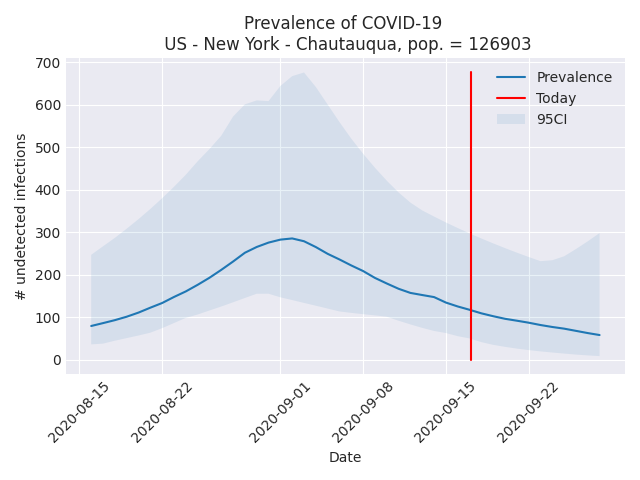 Prevalence of COVID-19
US - New York - Chautauqua, pop. = 126903
700
600
500
400
300
200
100
0
# undetected infections
Prevalence
Today
95CI
2020-08-15
2020-08-22
2020-09-01
2020-09-08
2020-09-15
2020-09-22
Date